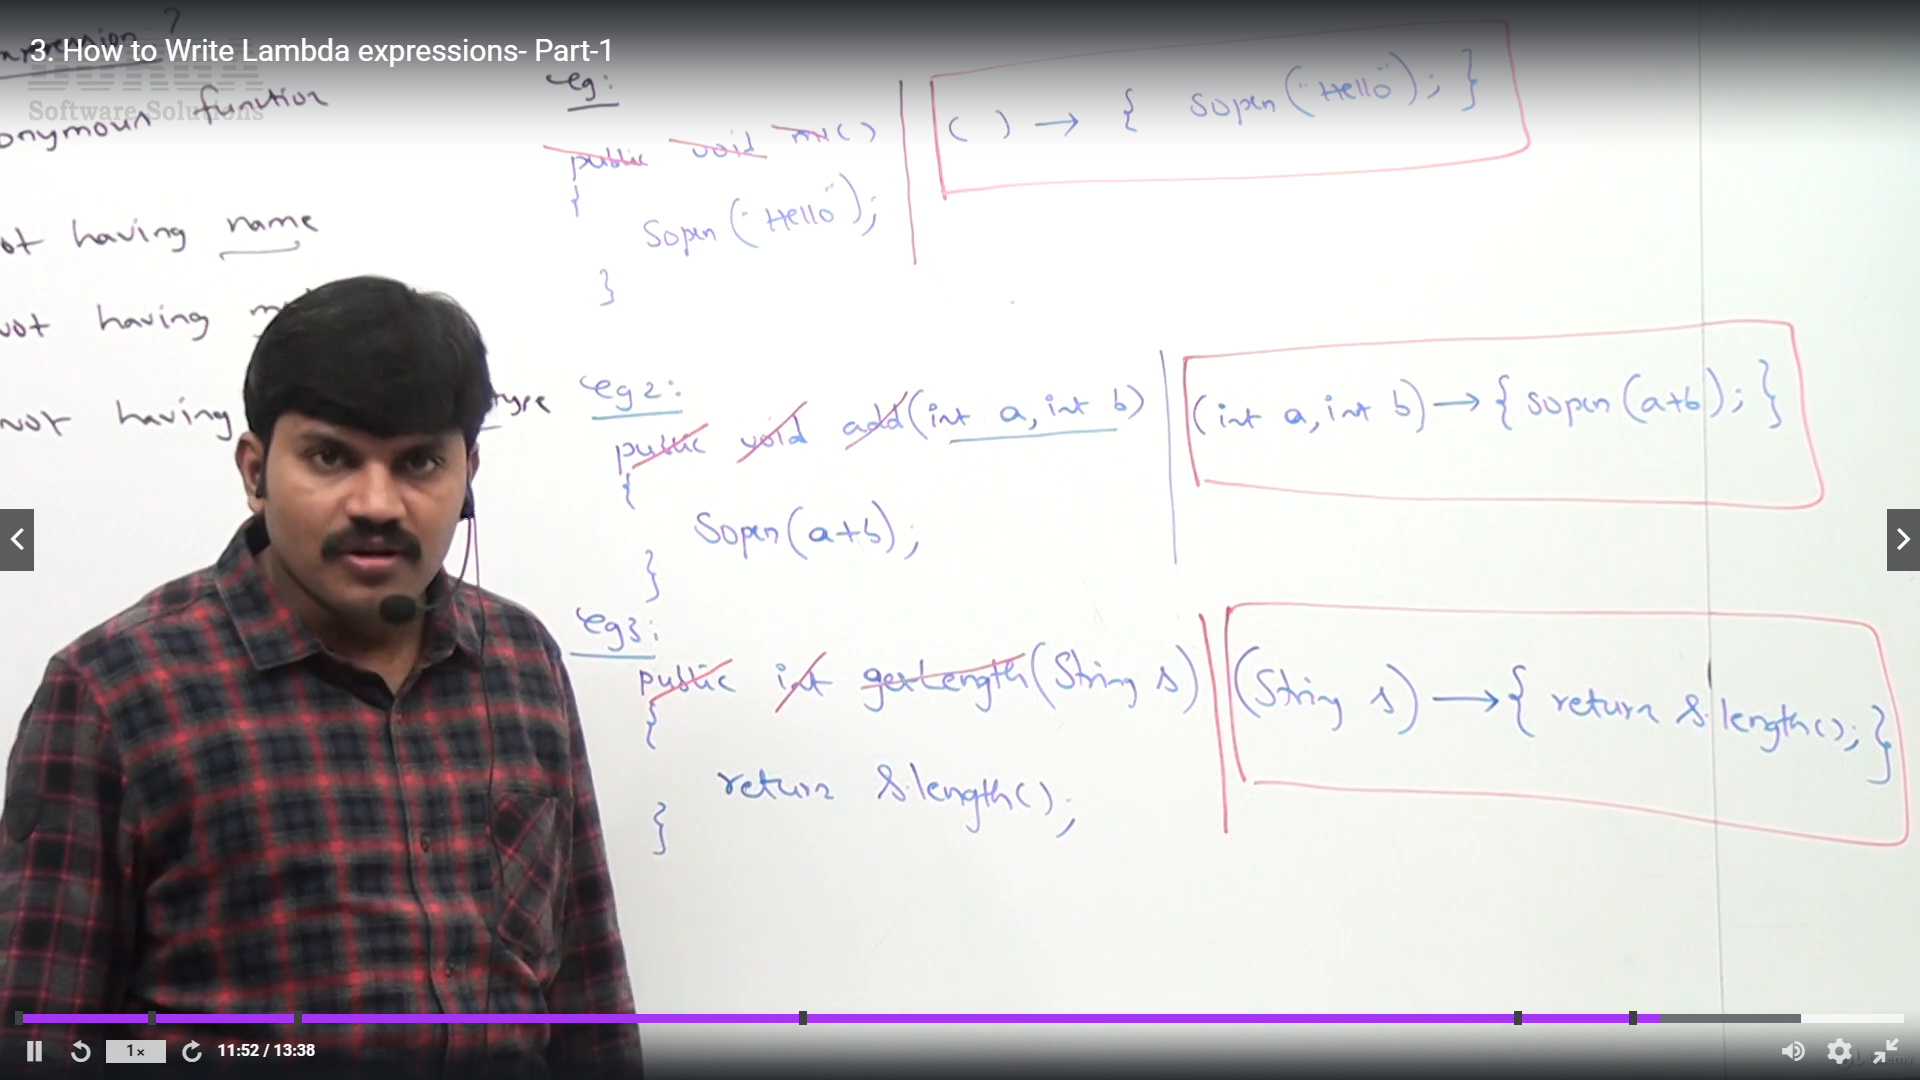 3. How to Write Lambda expressions- Part-1
Software Solutions
onymous function
not having name
not having
not having type
eg:
public void m1()
{
Sopln("Hello");
}
( ) → { Sopln("Hello"); }
eg2:
public void add(int a, int b)
{
Sopln(a+b);
}
(int a, int b) → { sopln(a+b); }
eg3:
public int getLength(String s)
{
return s.length();
}
(String s) → { return s.length(); }
1×
11:52 / 13:38